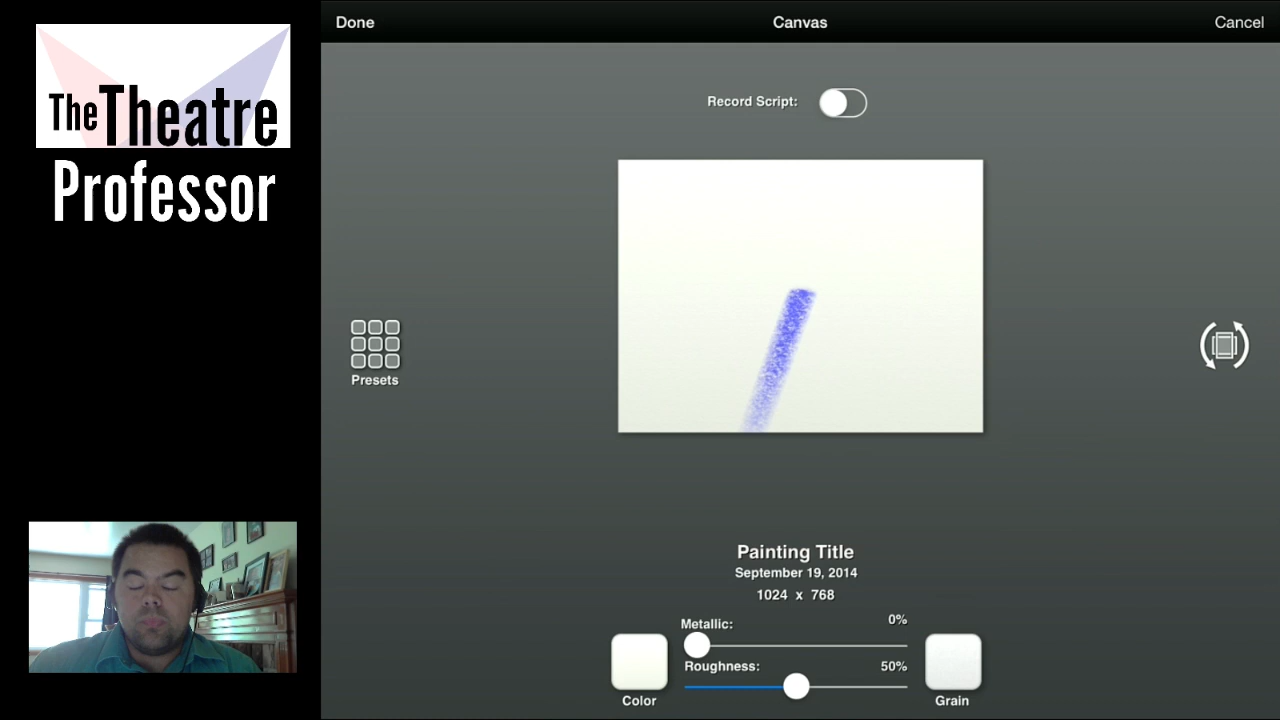 The Theatre
Professor
Done
Canvas
Cancel
Record Script:
Presets
Painting Title
September 19, 2014
1024 x 768
Metallic:
0%
Roughness:
50%
Color
Grain